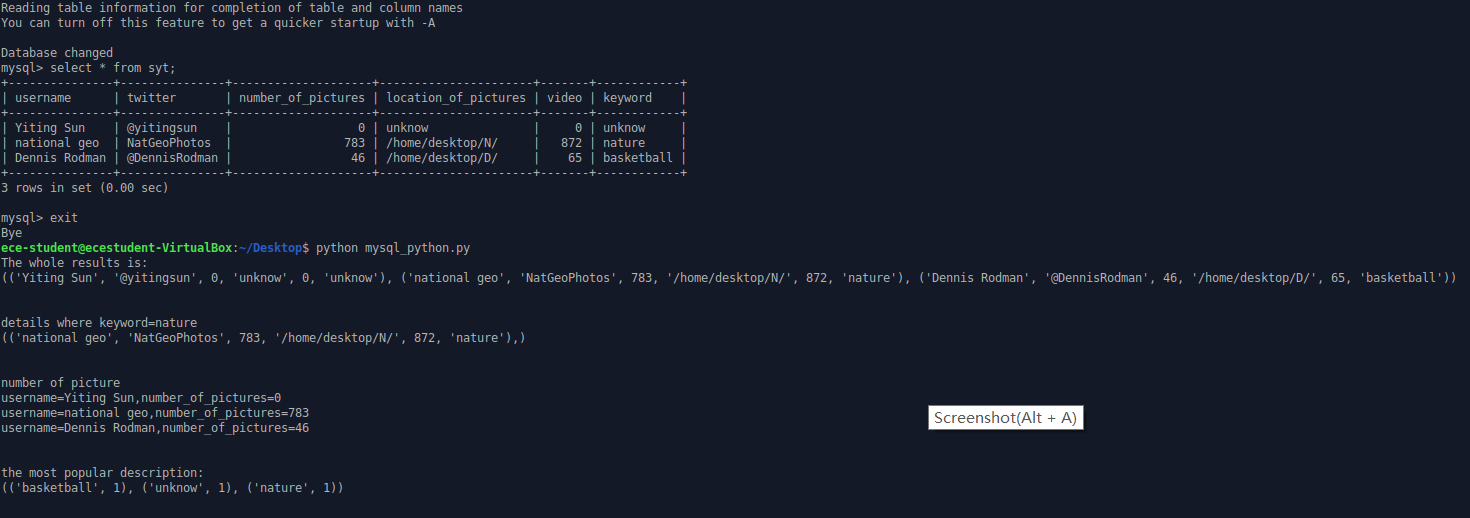 Reading table information for completion of table and column names
You can turn off this feature to get a quicker startup with -A
Database changed
mysql> select * from syt;
+---------------+---------------+--------------------+----------------------+-------+------------+
| username      | twitter       | number_of_pictures | location_of_pictures | video | keyword    |
+---------------+---------------+--------------------+----------------------+-------+------------+
| Yiting Sun    | @yitingsun    |                  0 | unknow               |     0 | unknow     |
| national geo  | NatGeoPhotos  |                783 | /home/desktop/N/     |   872 | nature     |
| Dennis Rodman | @DennisRodman |                 46 | /home/desktop/D/     |    65 | basketball |
+---------------+---------------+--------------------+----------------------+-------+------------+
3 rows in set (0.00 sec)
mysql> exit
Bye
ece-student@ecestudent-VirtualBox:~/Desktop$ python mysql_python.py
The whole results is:
(('Yiting Sun', '@yitingsun', 0, 'unknow', 0, 'unknow'), ('national geo', 'NatGeoPhotos', 783, '/home/desktop/N/', 872, 'nature'), ('Dennis Rodman', '@DennisRodman', 46, '/home/desktop/D/', 65, 'basketball'))
details where keyword=nature
(('national geo', 'NatGeoPhotos', 783, '/home/desktop/N/', 872, 'nature'),)
number of picture
username=Yiting Sun,number_of_pictures=0
username=national geo,number_of_pictures=783
username=Dennis Rodman,number_of_pictures=46
Screenshot(Alt + A)
the most popular description:
(('basketball', 1), ('unknow', 1), ('nature', 1))